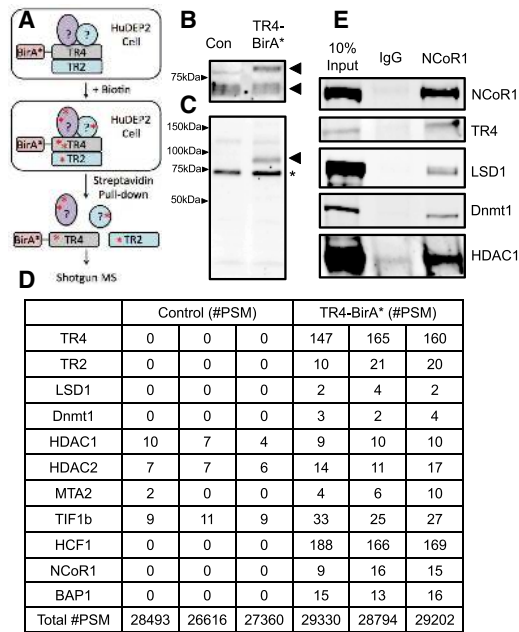 A
HuDEP2
Cell
?
?
BirA*
TR4
TR2
+ Biotin
HuDEP2
Cell
?
?*
BirA*
**TR4
*TR2
Streptavidin
Pull-down
?
?*
BirA*
TR4
*TR2
Shotgun MS
B
TR4-
BirA*
Con
75kDa
C
150kDa
100kDa
75kDa
50kDa
*
E
10%
Input
IgG
NCoR1
NCoR1
TR4
LSD1
Dnmt1
HDAC1
D
Control (#PSM) TR4-BirA* (#PSM)
TR4 0 0 0 147 165 160
TR2 0 0 0 10 21 20
LSD1 0 0 0 2 4 2
Dnmt1 0 0 0 3 2 4
HDAC1 10 7 4 9 10 10
HDAC2 7 7 6 14 11 17
MTA2 2 0 0 4 6 10
TIF1b 9 11 9 33 25 27
HCF1 0 0 0 188 166 169
NCoR1 0 0 0 9 16 15
BAP1 0 0 0 15 13 16
Total #PSM 28493 26616 27360 29330 28794 29202